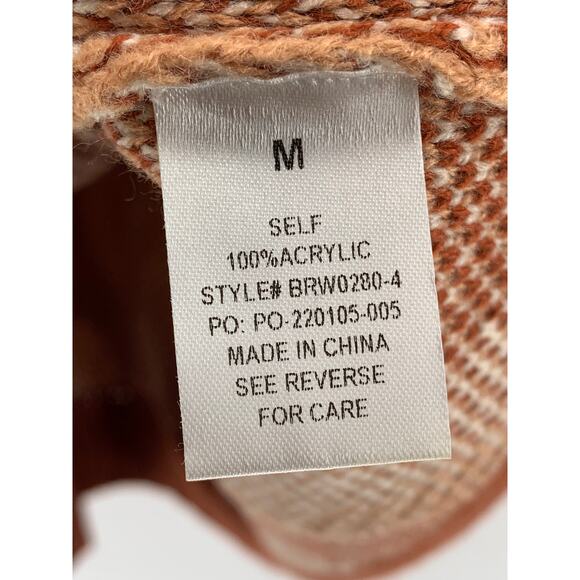 M
SELF
100%ACRYLIC
STYLE# BRW0280-4
PO: PO-220105-005
MADE IN CHINA
SEE REVERSE
FOR CARE